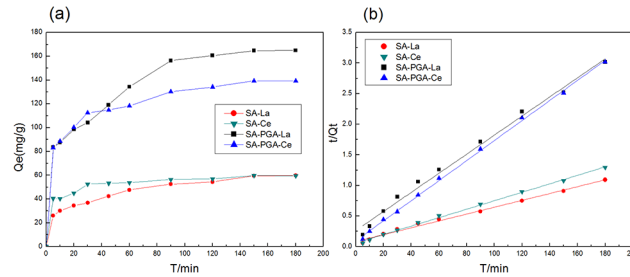 (a)
180
160
140
120
100
80
60
40
20
0
Qe(mg/g)
SA-La
SA-Ce
SA-PGA-La
SA-PGA-Ce
0 20 40 60 80 100 120 140 160 180 200
T/min
(b)
3.5
3.0
2.5
2.0
1.5
1.0
0.5
0.0
t/Qt
SA-La
SA-Ce
SA-PGA-La
SA-PGA-Ce
0 20 40 60 80 100 120 140 160 180
T/min